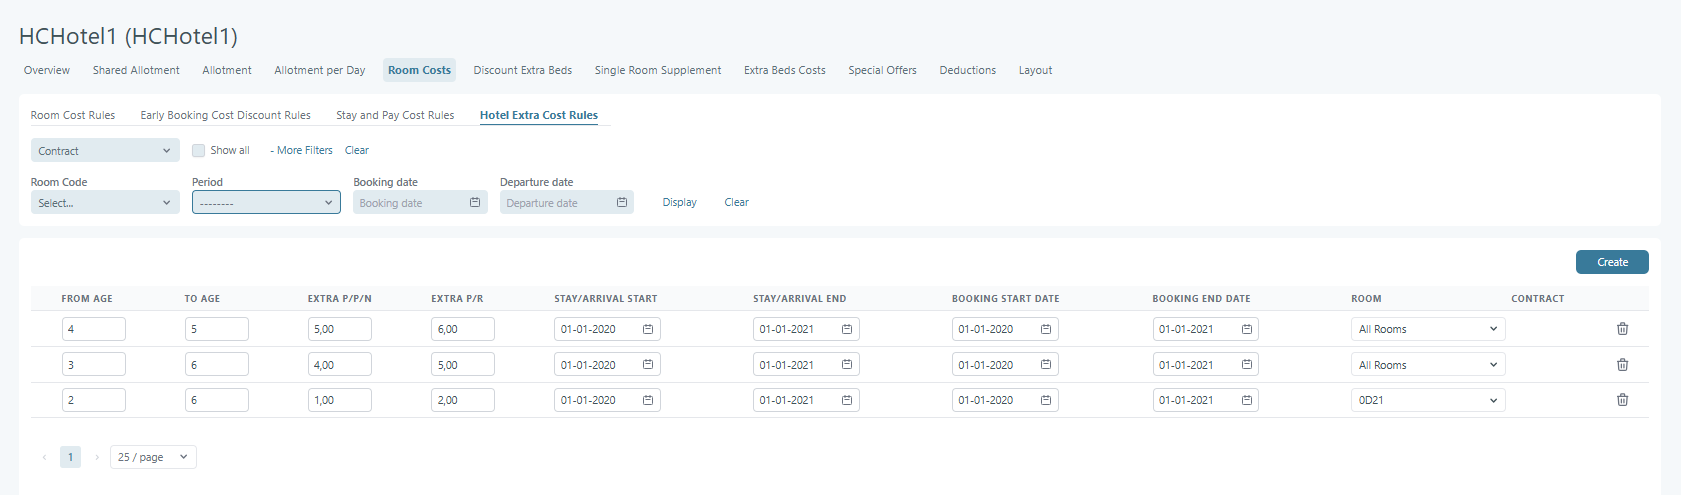 HCHotel1 (HCHotel1)
Overview Shared Allotment Allotment Allotment per Day Room Costs Discount Extra Beds Single Room Supplement Extra Beds Costs Special Offers Deductions Layout
Room Cost Rules Early Booking Cost Discount Rules Stay and Pay Cost Rules Hotel Extra Cost Rules
Contract Show all - More Filters Clear
Room Code Period Booking date Departure date
Select... -------- Booking date Departure date Display Clear
Create
FROM AGE TO AGE EXTRA P/P/N EXTRA P/R STAY/ARRIVAL START STAY/ARRIVAL END BOOKING START DATE BOOKING END DATE ROOM CONTRACT
4 5 5,00 6,00 01-01-2020 01-01-2021 01-01-2020 01-01-2021 All Rooms
3 6 4,00 5,00 01-01-2020 01-01-2021 01-01-2020 01-01-2021 All Rooms
2 6 1,00 2,00 01-01-2020 01-01-2021 01-01-2020 01-01-2021 0D21
1 25 / page